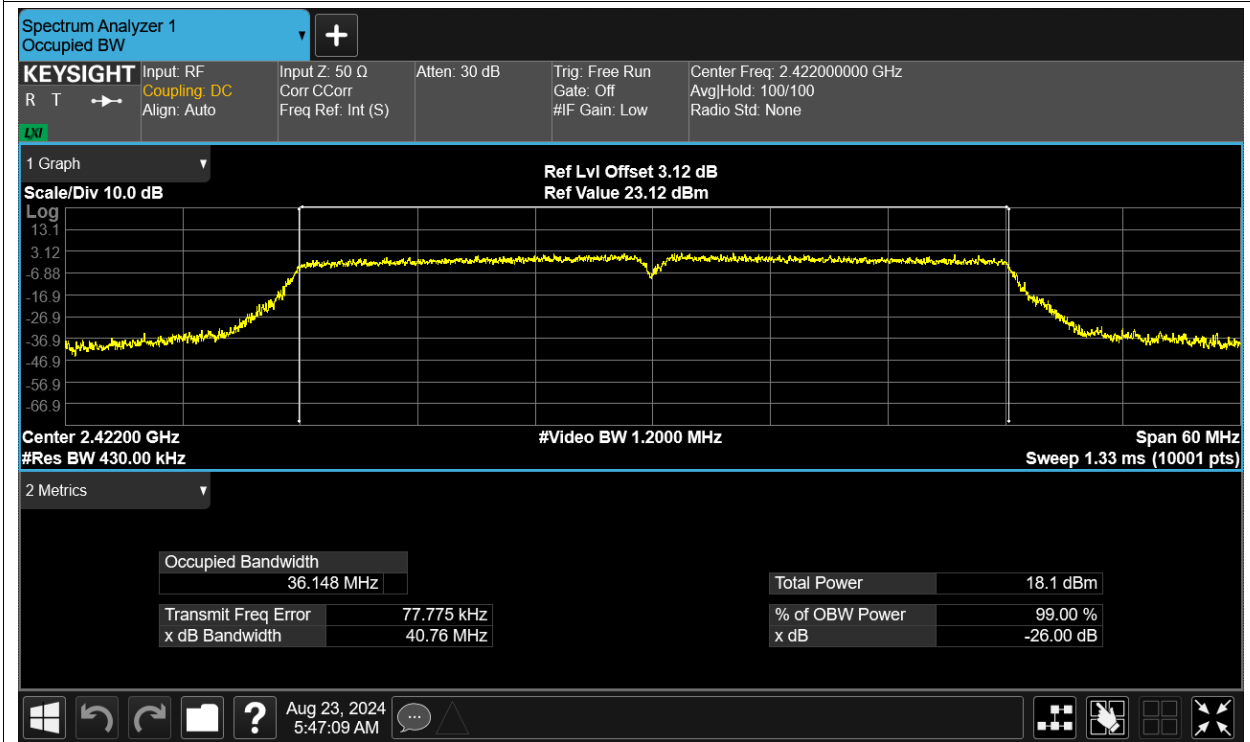 Spectrum Analyzer 1
Occupied BW
KEYSIGHT
R T
LXI
Input: RF
Coupling: DC
Align: Auto
Input Z: 50 Ω
Corr CCorr
Freq Ref: Int (S)
Atten: 30 dB
Trig: Free Run
Gate: Off
#IF Gain: Low
Center Freq: 2.422000000 GHz
Avg|Hold: 100/100
Radio Std: None
1 Graph
Scale/Div 10.0 dB
Ref Lvl Offset 3.12 dB
Ref Value 23.12 dBm
Log
13.1
3.12
-6.88
-16.9
-26.9
-36.9
-46.9
-56.9
-66.9
Center 2.42200 GHz
#Video BW 1.2000 MHz
Span 60 MHz
#Res BW 430.00 kHz
Sweep 1.33 ms (10001 pts)
2 Metrics
Occupied Bandwidth
36.148 MHz
Transmit Freq Error 77.775 kHz
x dB Bandwidth 40.76 MHz
Total Power 18.1 dBm
% of OBW Power 99.00 %
x dB -26.00 dB
?
Aug 23, 2024
5:47:09 AM